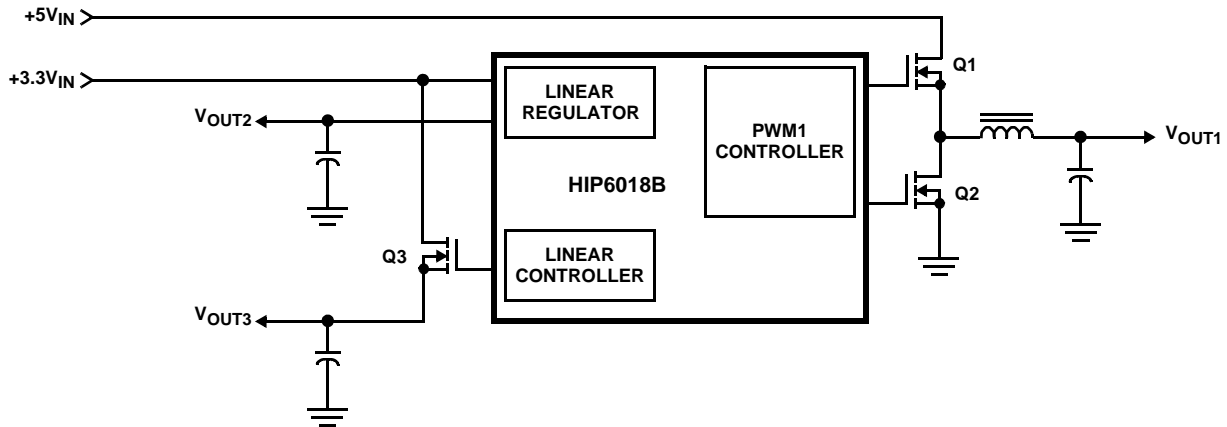 +5VIN
Q1
+3.3VIN
LINEAR
REGULATOR
PWM1
CONTROLLER
VOUT2
VOUT1
HIP6018B
Q2
LINEAR
CONTROLLER
Q3
VOUT3